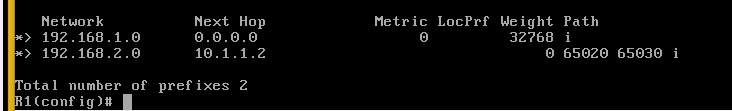 Network Next Hop Metric LocPrf Weight Path
*> 192.168.1.0 0.0.0.0 0 32768 i
*> 192.168.2.0 10.1.1.2 0 65020 65030 i
Total number of prefixes 2
R1(config)#